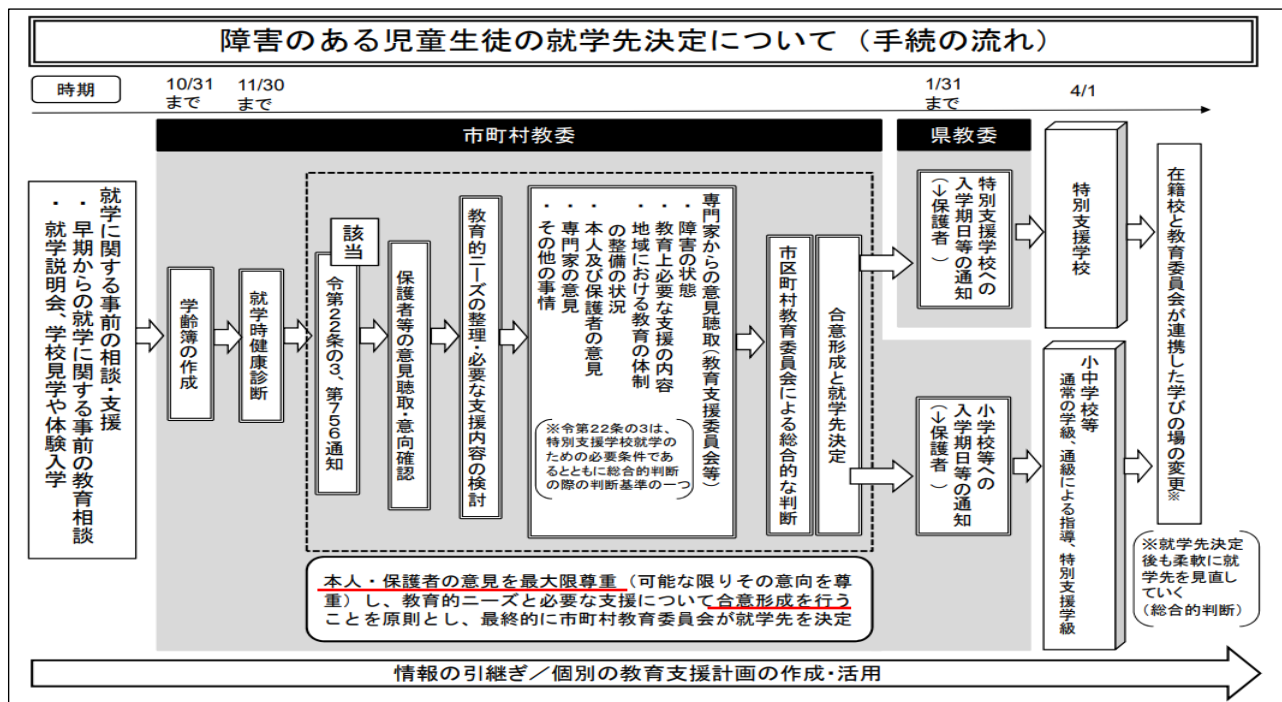 障害のある児童生徒の就学先決定について（手続の流れ）
時期
10/31
まで
11/30
まで
1/31
まで
4/1
市町村教委
県教委
就学に関する事前の相談・支援
・早期からの就学に関する事前の教育相談
・就学説明会、学校見学や体験入学
学齢簿の作成
就学時健康診断
該当
令第22条の3、第756通知
保護者等の意見聴取・意向確認
教育的ニーズの整理・必要な支援内容の検討
専門家からの意見聴取（教育支援委員会等）
・障害の状態
・教育上必要な支援の内容
・地域における教育の体制
の整備の状況
・本人及び保護者の意見
・専門家の意見
・その他の事情
※令第22条の3は、
特別支援学校就学の
ための必要条件であ
るとともに総合的判断
の際の判断基準の一つ
市区町村教育委員会による総合的な判断
合意形成と就学先決定
特別支援学校への
入学期日等の通知
（→保護者）
特別支援学校
小学校等への
入学期日等の通知
（→保護者）
小中学校等
通常の学級、通級による指導、特別支援学級
在籍校と教育委員会が連携した学びの場の変更※
※就学先決定
後も柔軟に就
学先を見直し
ていく
（総合的判断）
本人・保護者の意見を最大限尊重（可能な限りその意向を尊
重）し、教育的ニーズと必要な支援について合意形成を行う
ことを原則とし、最終的に市町村教育委員会が就学先を決定
情報の引継ぎ／個別の教育支援計画の作成・活用